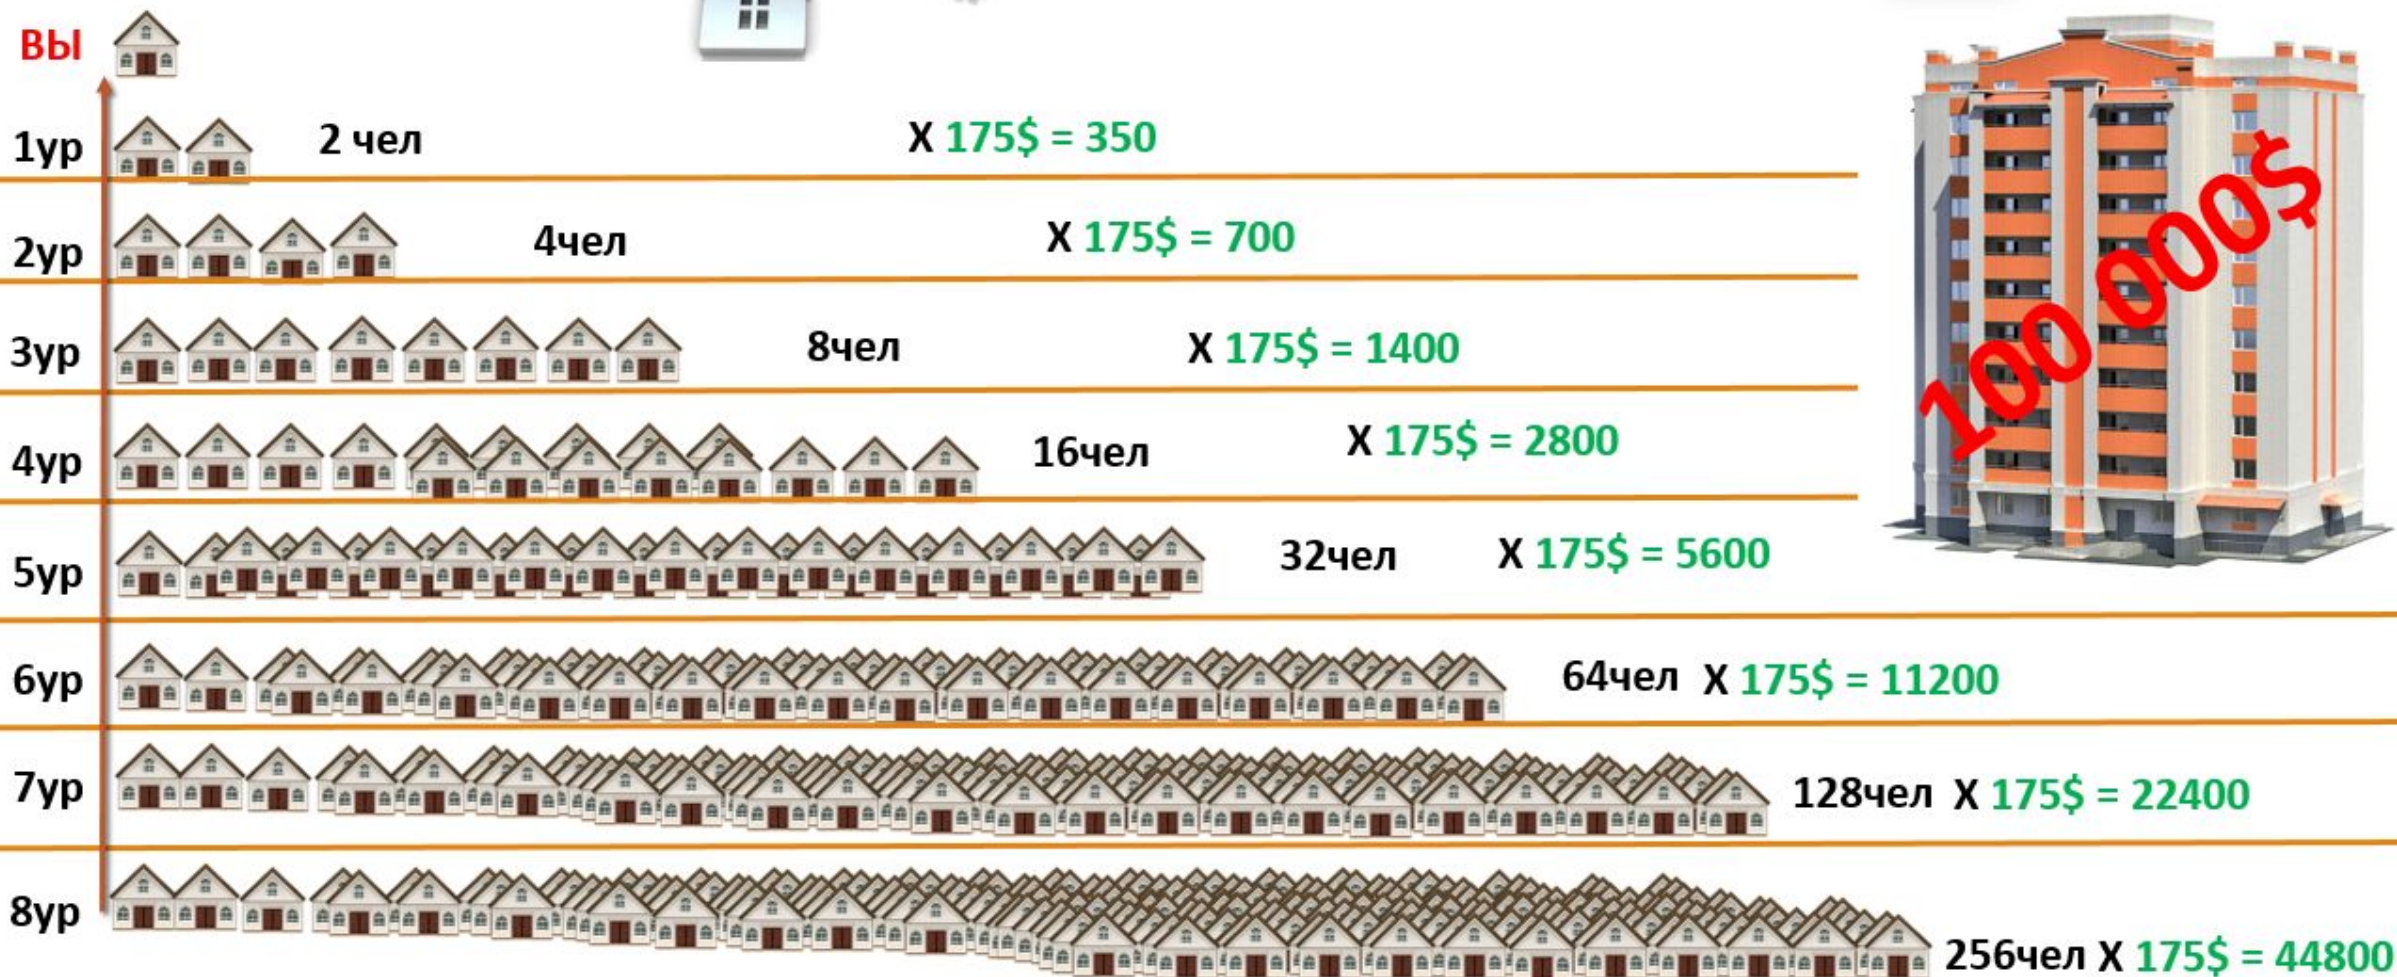 ВЫ
1ур 2 чел X 175$ = 350
2ур 4чел X 175$ = 700
3ур 8чел X 175$ = 1400
4ур 16чел X 175$ = 2800
5ур 32чел X 175$ = 5600
6ур 64чел X 175$ = 11200
7ур 128чел X 175$ = 22400
8ур 256чел X 175$ = 44800
100 000$